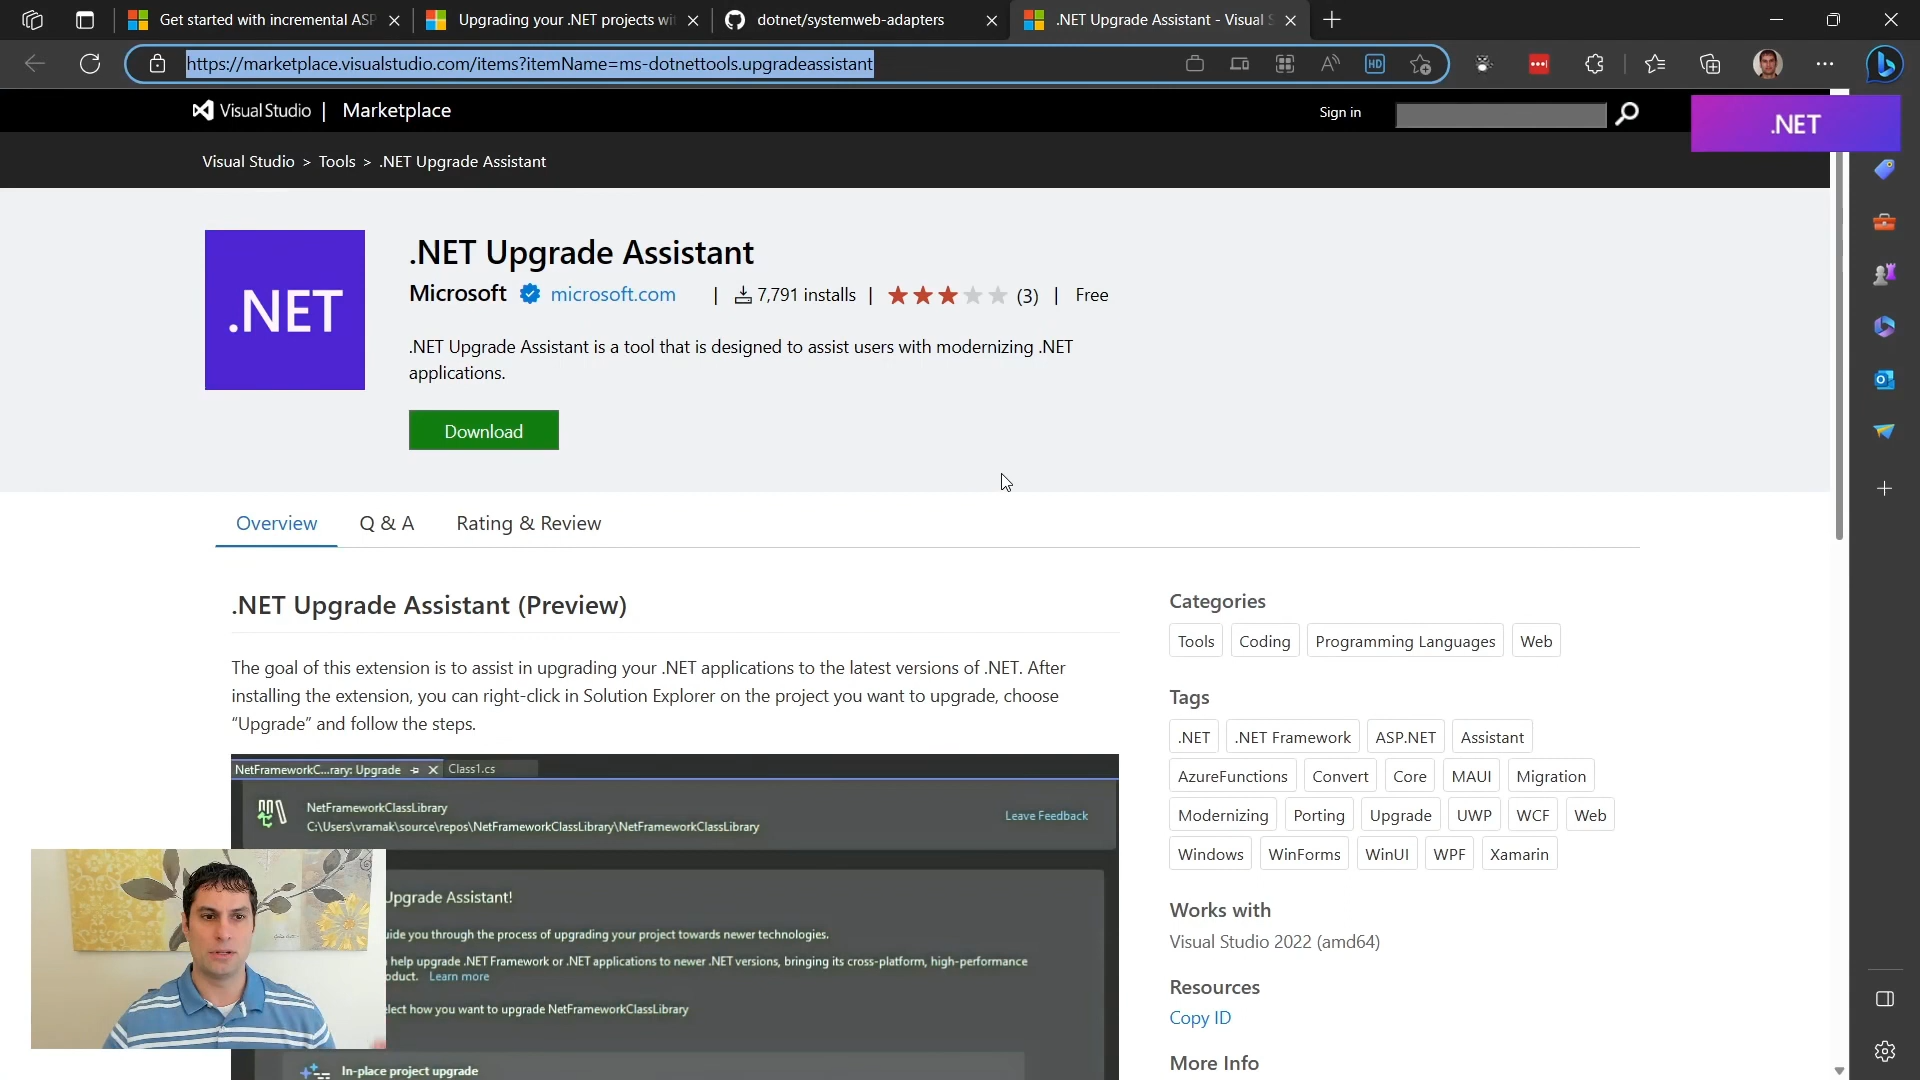 Get started with incremental ASP
Upgrading your .NET projects wit
dotnet/systemweb-adapters
.NET Upgrade Assistant - Visual S
https://marketplace.visualstudio.com/items?itemName=ms-dotnettools.upgradeassistant
HD
Visual Studio | Marketplace
Sign in
.NET
Visual Studio > Tools > .NET Upgrade Assistant
.NET
.NET Upgrade Assistant
Microsoft microsoft.com | 7,791 installs | (3) | Free
.NET Upgrade Assistant is a tool that is designed to assist users with modernizing .NET
applications.
Download
Overview Q & A Rating & Review
.NET Upgrade Assistant (Preview)
The goal of this extension is to assist in upgrading your .NET applications to the latest versions of .NET. After
installing the extension, you can right-click in Solution Explorer on the project you want to upgrade, choose
“Upgrade” and follow the steps.
NetFrameworkC...rary: Upgrade Class1.cs
NetFrameworkClassLibrary
C:\Users\vramak\source\repos\NetFrameworkClassLibrary\NetFrameworkClassLibrary
Leave Feedback
Upgrade Assistant!
ide you through the process of upgrading your project towards newer technologies.
help upgrade .NET Framework or .NET applications to newer .NET versions, bringing its cross-platform, high-performance
oduct. Learn more
elect how you want to upgrade NetFrameworkClassLibrary
In-place project upgrade
Categories
Tools Coding Programming Languages Web
Tags
.NET .NET Framework ASP.NET Assistant
AzureFunctions Convert Core MAUI Migration
Modernizing Porting Upgrade UWP WCF Web
Windows WinForms WinUI WPF Xamarin
Works with
Visual Studio 2022 (amd64)
Resources
Copy ID
More Info